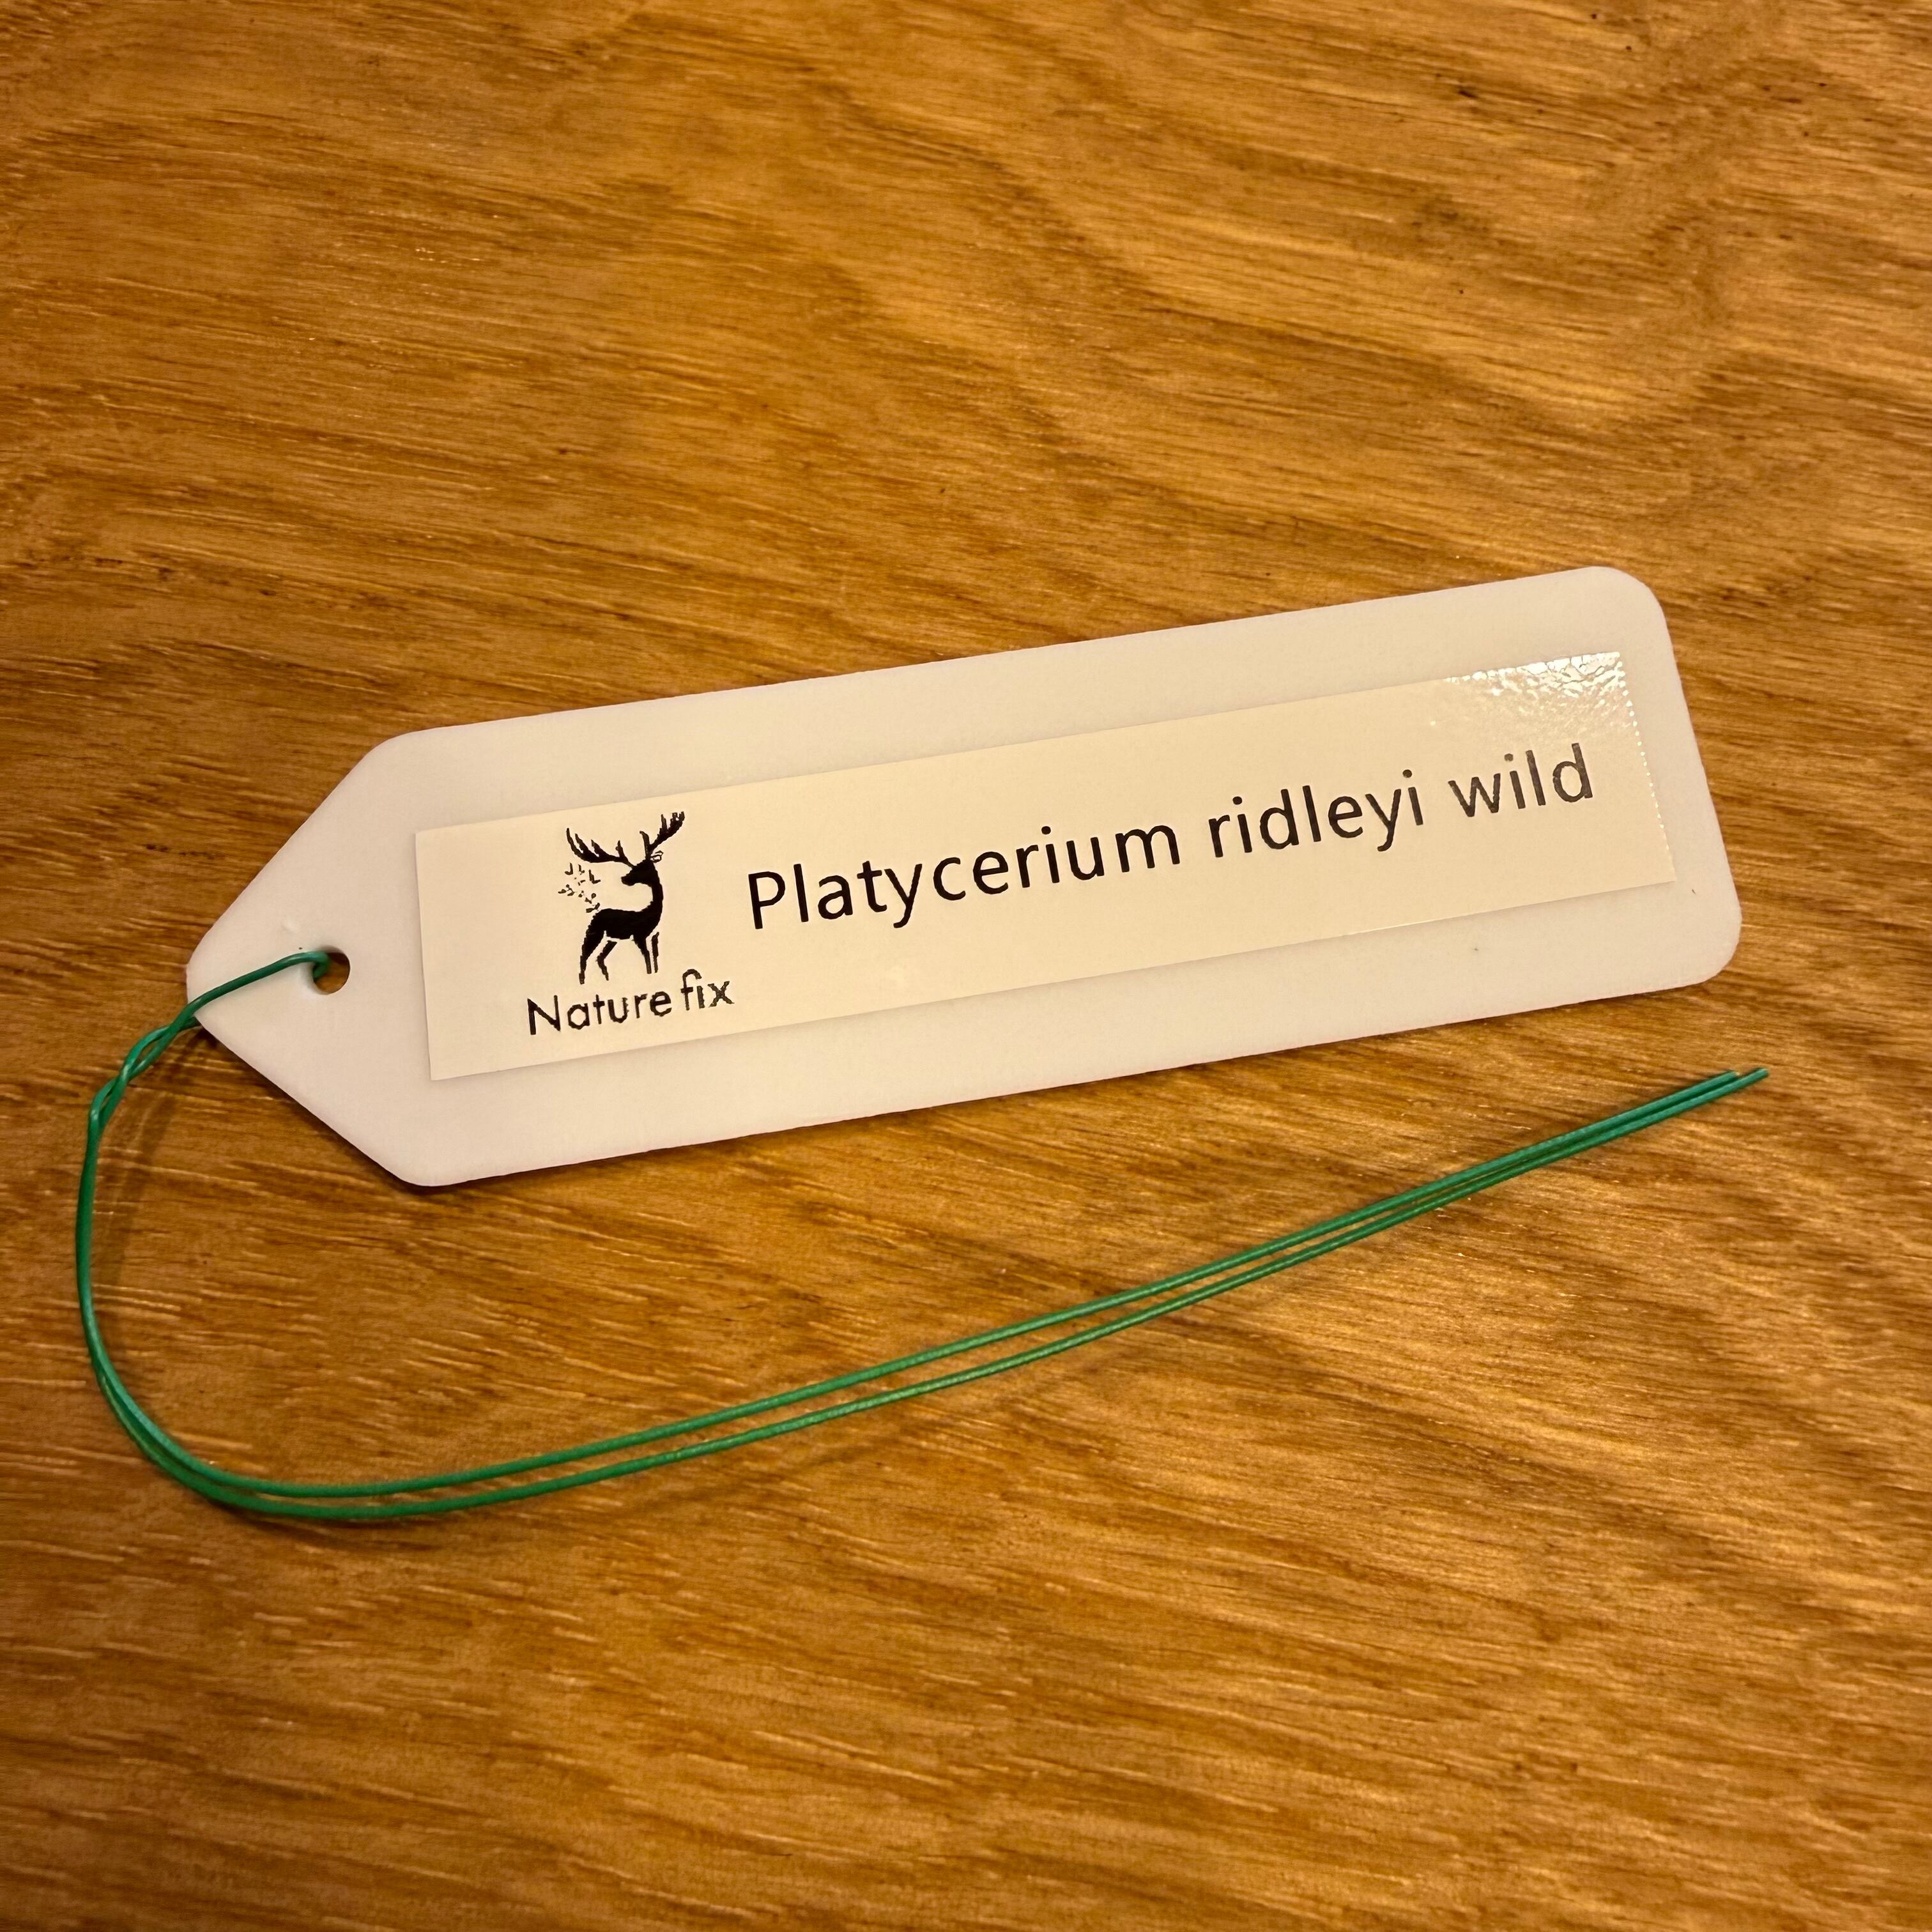 Platycerium ridleyi wild
Nature fix